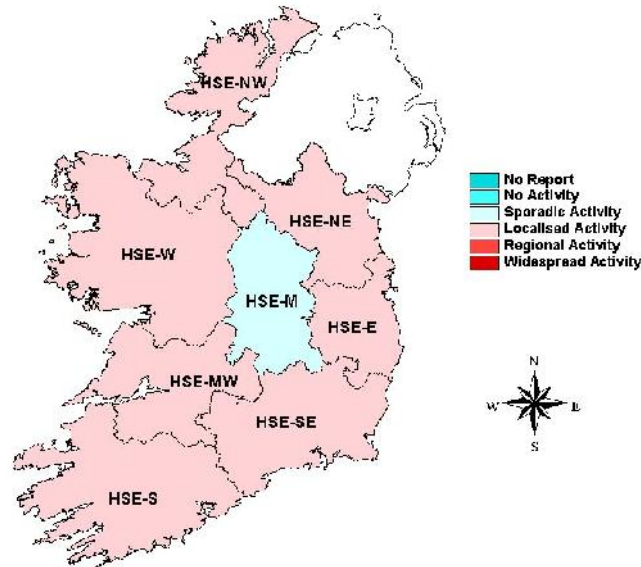 HSE-NW
HSE-NE
HSE-W
HSE-M
HSE-E
HSE-MW
HSE-SE
HSE-S
No Report
No Activity
Sporadic Activity
Localised Activity
Regional Activity
Widespread Activity
N
W
E
S